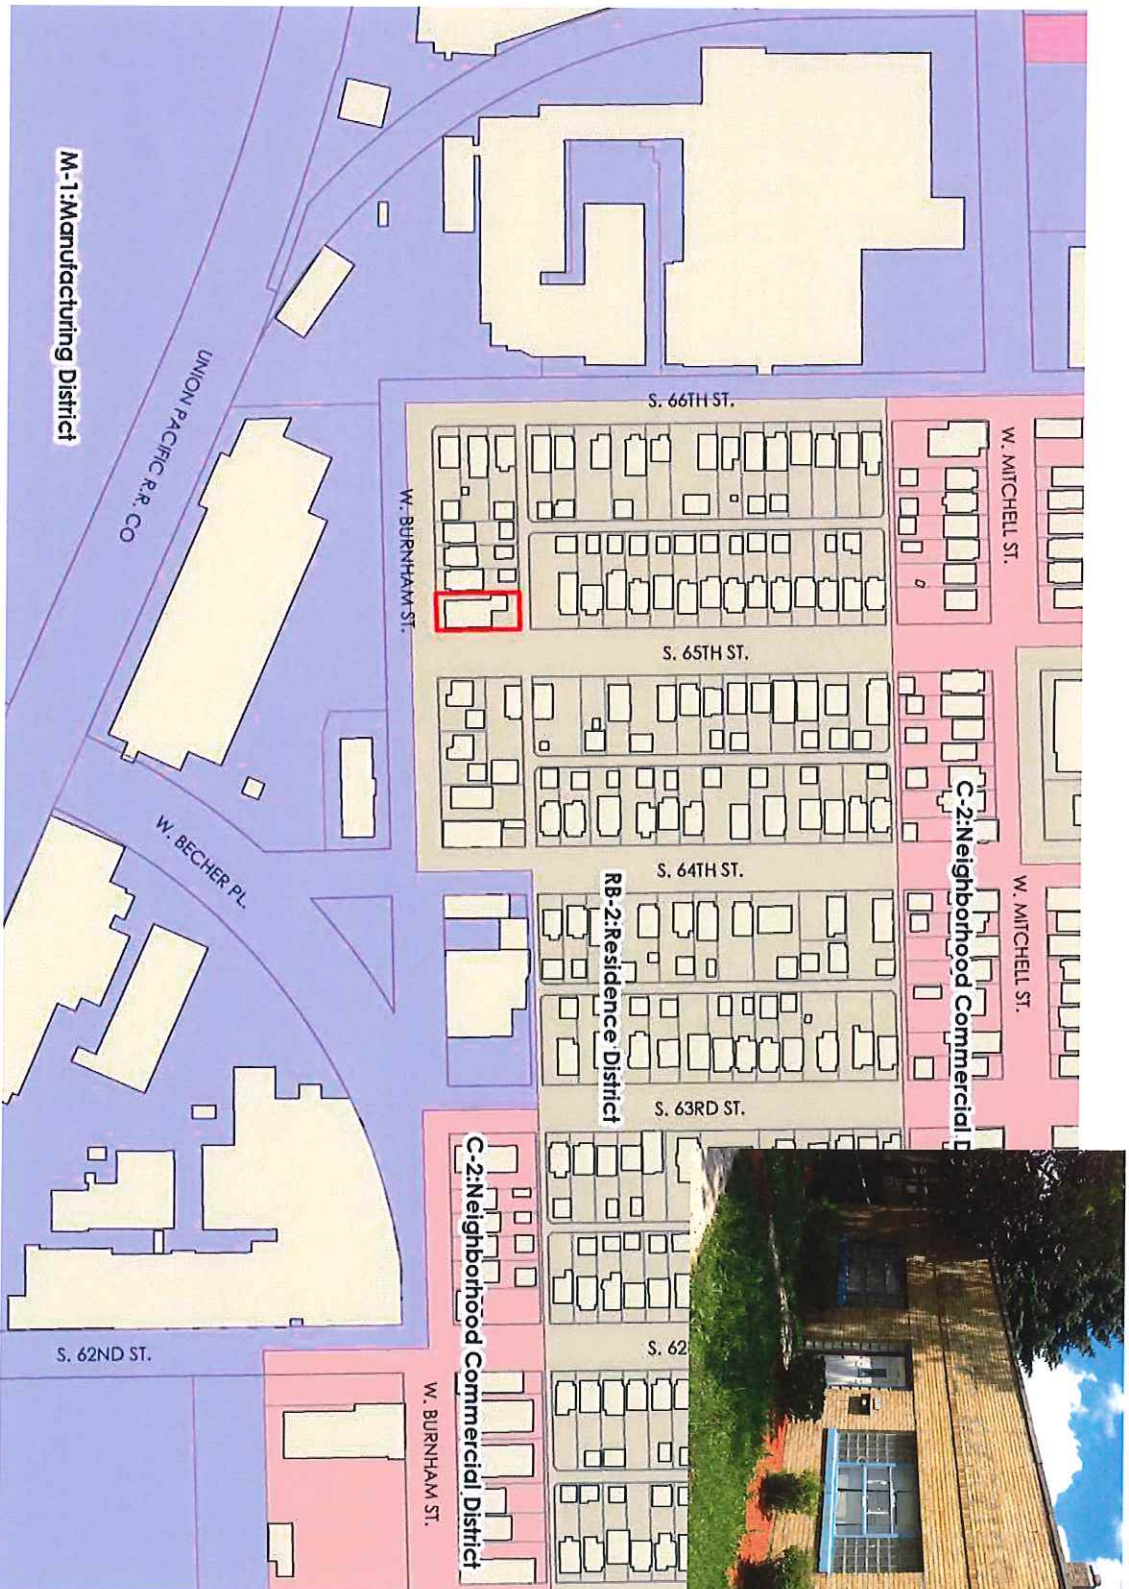 M-1:Manufacturing District
UNION PACIFIC R.R. CO
S. 66TH ST.
W. MITCHELL ST.
W. BURNHAM ST.
S. 65TH ST.
C-2:Neighborhood Commercial D
W. BECHER PL.
S. 64TH ST.
RB-2:Residence District
W. MITCHELL ST.
S. 63RD ST.
C-2:Neighborhood Commercial District
S. 62ND ST.
S. 62
W. BURNHAM ST.